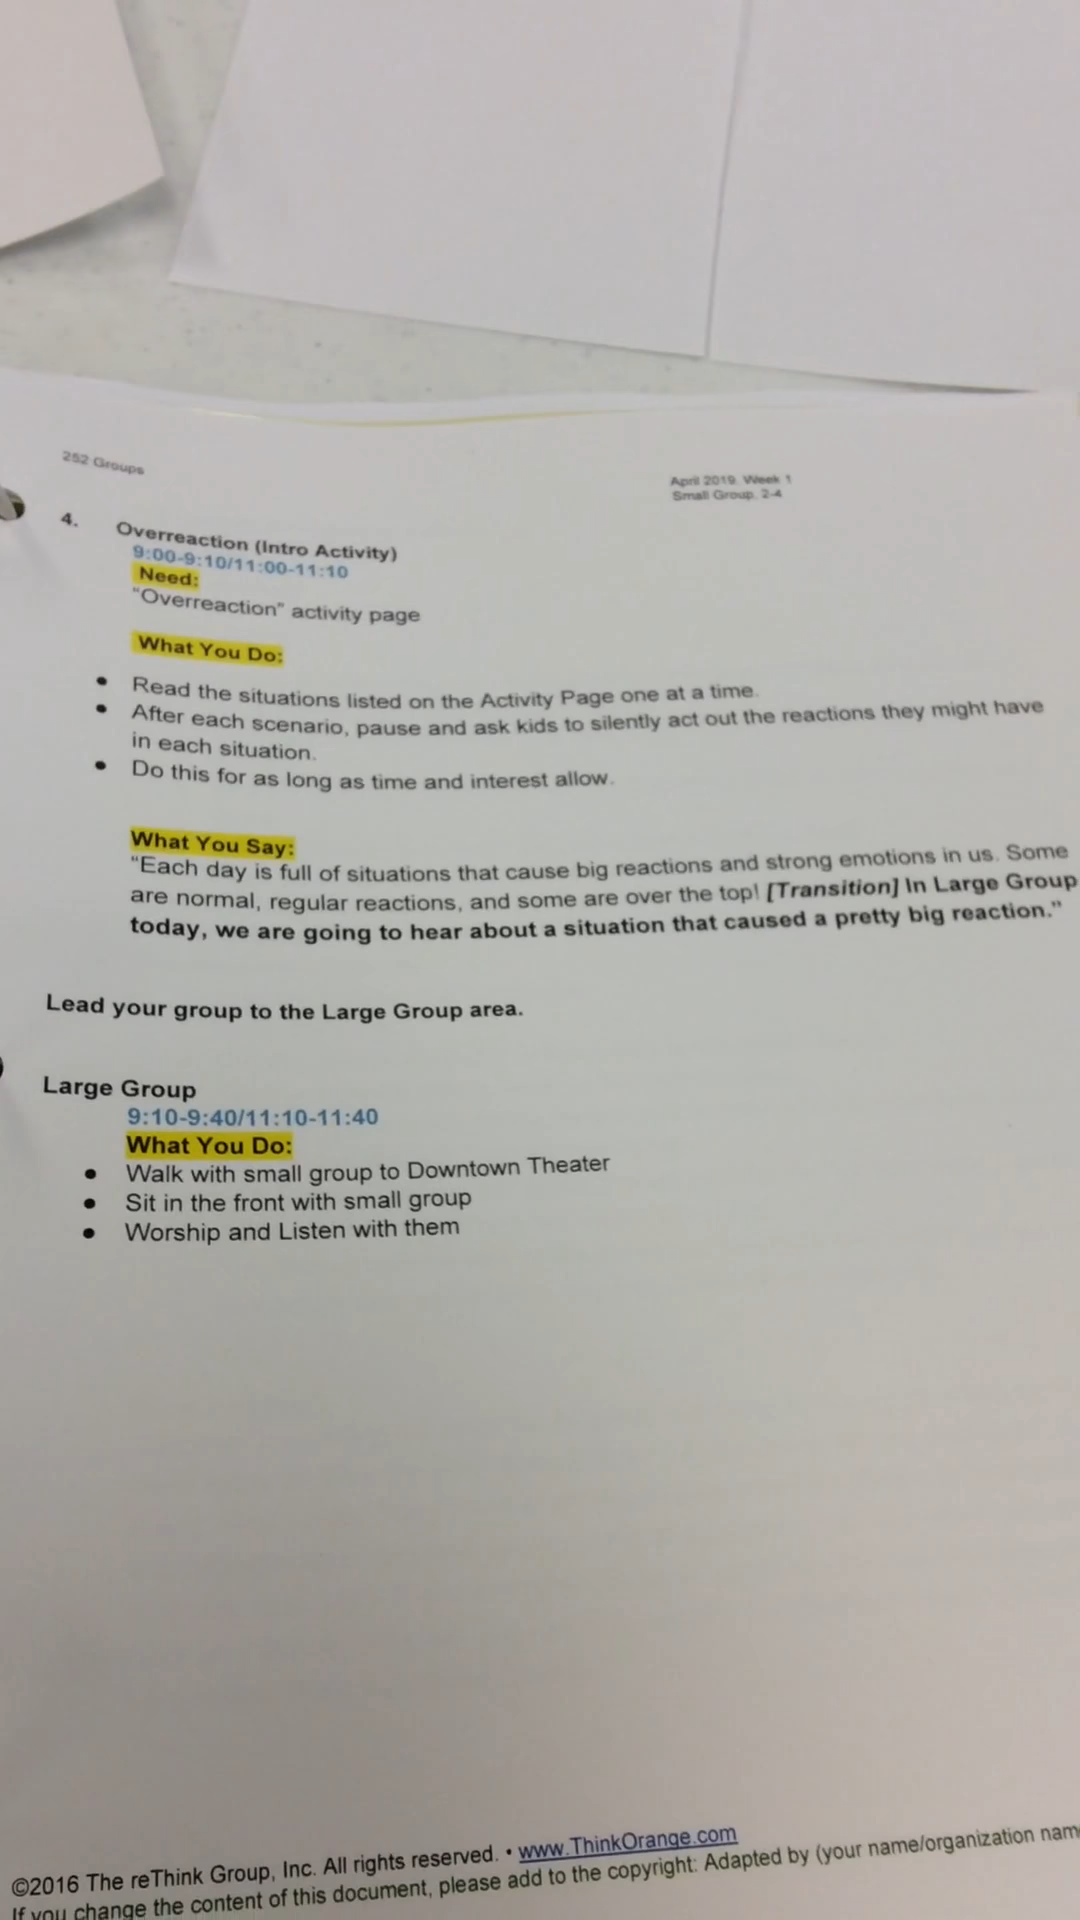 252 Groups
April 2019, Week 1
Small Group, 2-4
4. Overreaction (Intro Activity)
9:00-9:10/11:00-11:10
Need:
"Overreaction" activity page
What You Do:
• Read the situations listed on the Activity Page one at a time.
• After each scenario, pause and ask kids to silently act out the reactions they might have
in each situation.
• Do this for as long as time and interest allow.
What You Say:
"Each day is full of situations that cause big reactions and strong emotions in us. Some
are normal, regular reactions, and some are over the top! [Transition] In Large Group
today, we are going to hear about a situation that caused a pretty big reaction."
Lead your group to the Large Group area.
Large Group
9:10-9:40/11:10-11:40
What You Do:
• Walk with small group to Downtown Theater
• Sit in the front with small group
• Worship and Listen with them
©2016 The reThink Group, Inc. All rights reserved. • www.ThinkOrange.com
If you change the content of this document, please add to the copyright: Adapted by (your name/organization nam